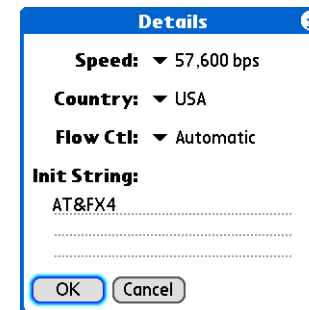 Details
Speed: 57,600 bps
Country: USA
Flow Ctl: Automatic
Init String:
AT&FX4
OK Cancel